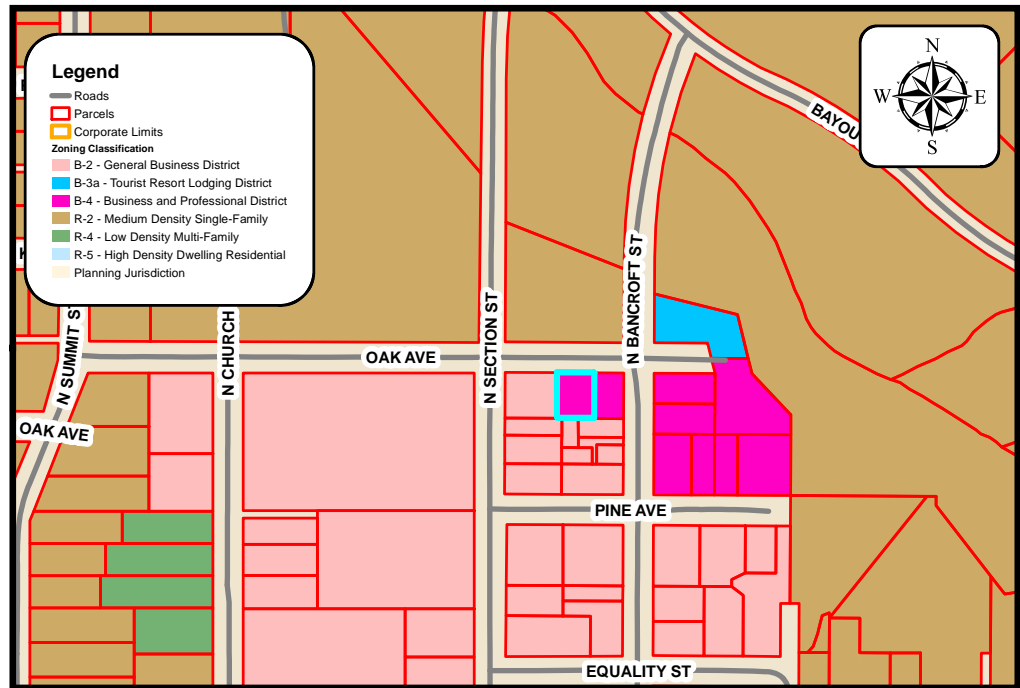 Legend
Roads
Parcels
Corporate Limits
Zoning Classification
B-2 - General Business District
B-3a - Tourist Resort Lodging District
B-4 - Business and Professional District
R-2 - Medium Density Single-Family
R-4 - Low Density Multi-Family
R-5 - High Density Dwelling Residential
Planning Jurisdiction
N
W
E
S
BAYOU
N SUMMIT ST
N CHURCH
N SECTION ST
N BANCROFT ST
OAK AVE
OAK AVE
PINE AVE
EQUALITY ST